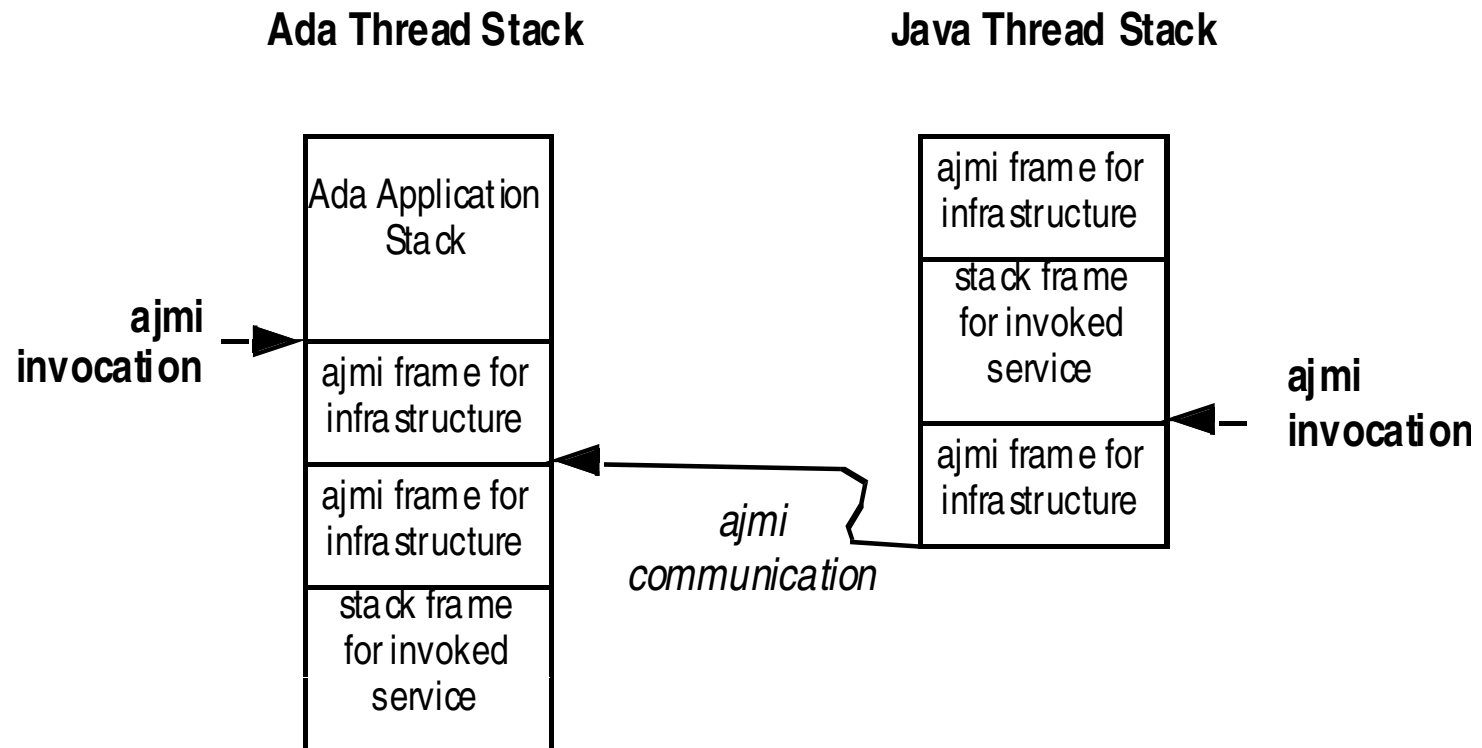 Ada Thread Stack
Java Thread Stack
Ada Application
Stack
ajmi
invocation
ajmi frame for
infrastructure
ajmi frame for
infrastructure
stack frame
for invoked
service
ajmi
communication
ajmi frame for
infrastructure
stack frame
for invoked
service
ajmi frame for
infrastructure
ajmi
invocation